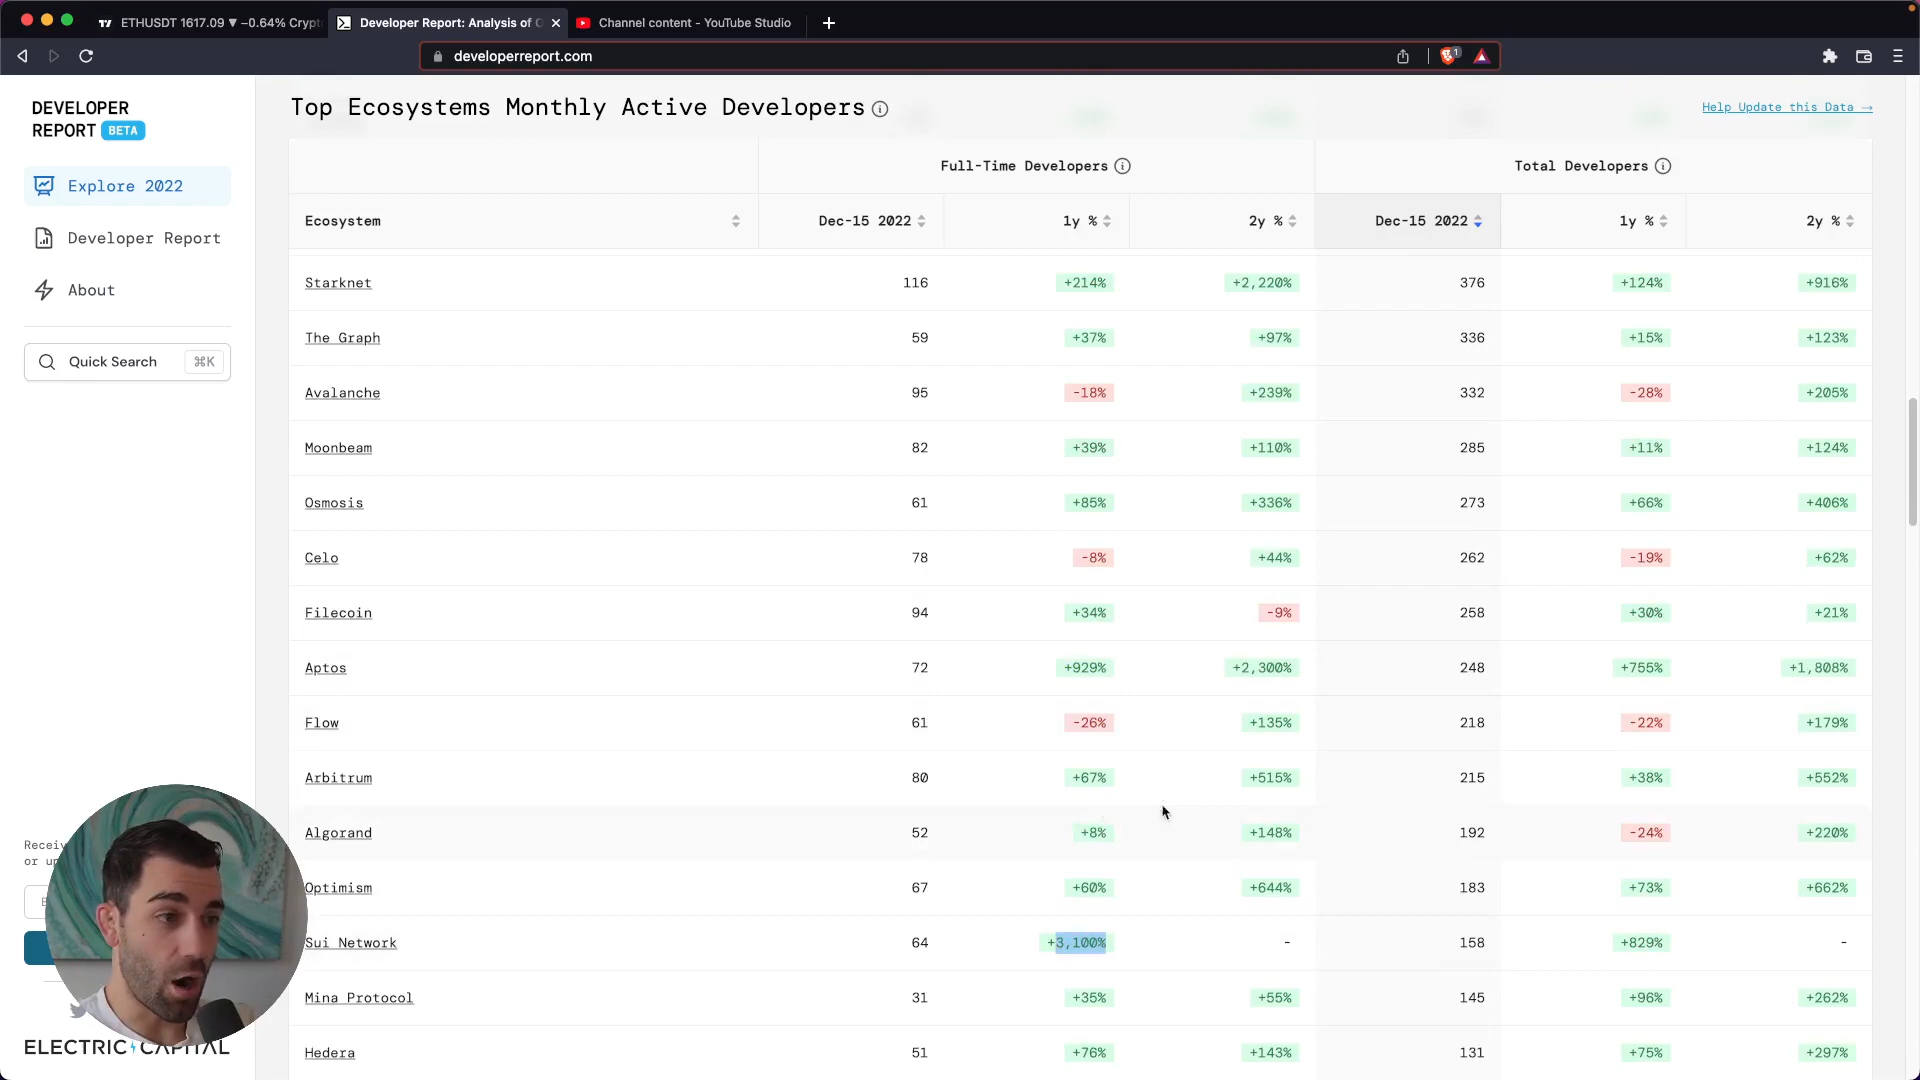 ETHUSDT 1617.09 ▼ −0.64% Crypt
Developer Report: Analysis of
Channel content - YouTube Studio
developerreport.com
1
DEVELOPER
REPORT BETA
Explore 2022
Developer Report
About
Quick Search ⌘K
Top Ecosystems Monthly Active Developers
Help Update this Data →
Full-Time Developers Total Developers
Ecosystem Dec-15 2022 1y % 2y % Dec-15 2022 1y % 2y %
Starknet 116 +214% +2,220% 376 +124% +916%
The Graph 59 +37% +97% 336 +15% +123%
Avalanche 95 -18% +239% 332 -28% +205%
Moonbeam 82 +39% +110% 285 +11% +124%
Osmosis 61 +85% +336% 273 +66% +406%
Celo 78 -8% +44% 262 -19% +62%
Filecoin 94 +34% -9% 258 +30% +21%
Aptos 72 +929% +2,300% 248 +755% +1,808%
Flow 61 -26% +135% 218 -22% +179%
Arbitrum 80 +67% +515% 215 +38% +552%
Algorand 52 +8% +148% 192 -24% +220%
Optimism 67 +60% +644% 183 +73% +662%
Sui Network 64 +3,100% - 158 +829% -
Mina Protocol 31 +35% +55% 145 +96% +262%
Hedera 51 +76% +143% 131 +75% +297%
Receiv
or up
ELECTRIC CAPITAL